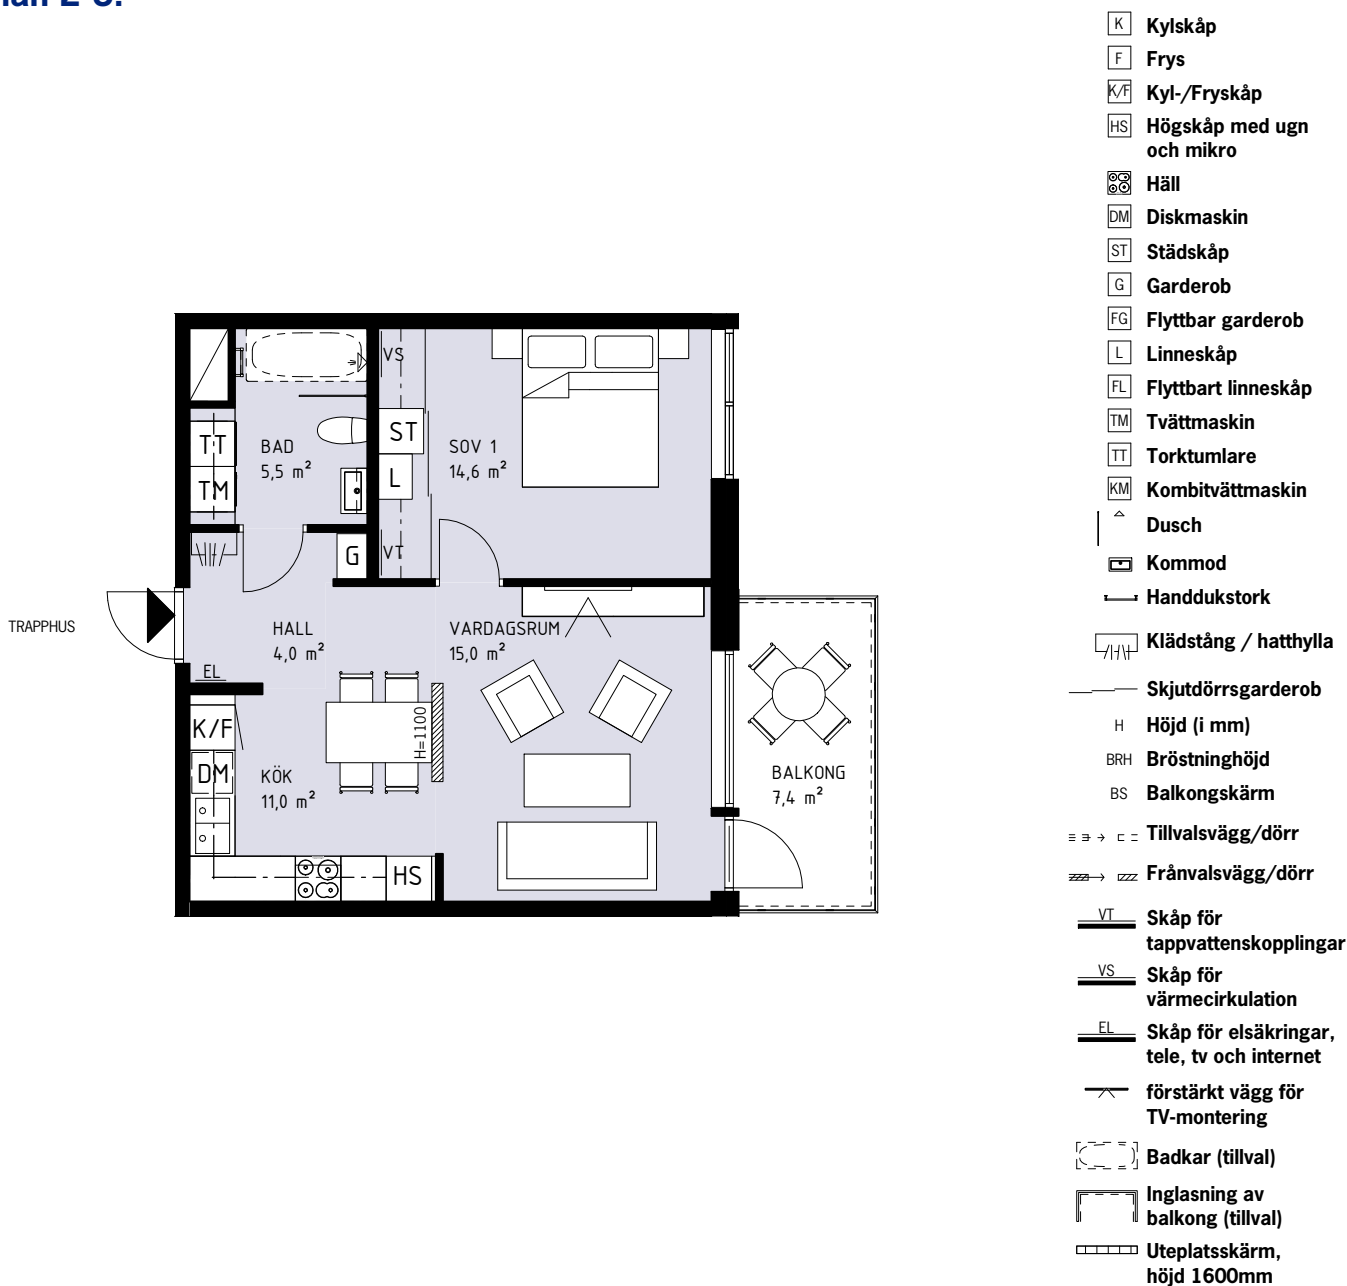 K Kylskåp
F Frys
K/F Kyl-/Fryskåp
HS Högskåp med ugn
och mikro
Häll
DM Diskmaskin
ST Städskåp
G Garderob
FG Flyttbar garderob
L Linneskåp
FL Flyttbart linneskåp
TM Tvättmaskin
TT Torktumlare
KM Kombitvättmaskin
Dusch
Kommod
Handdukstork
Klädstång / hatthylla
Skjutdörrsgarderob
H Höjd (i mm)
BRH Bröstninghöjd
BS Balkongskärm
Tillvalsvägg/dörr
Frånvalsvägg/dörr
VT Skåp för
tappvattenskopplingar
VS Skåp för
värmecirkulation
EL Skåp för elsäkringar,
tele, tv och internet
förstärkt vägg för
TV-montering
Badkar (tillval)
Inglasning av
balkong (tillval)
Uteplatsskärm,
höjd 1600mm
VS
TT
TM
BAD
5,5 m²
ST
L
SOV 1
14,6 m²
G
VT
TRAPPHUS
HALL
4,0 m²
EL
VARDAGSRUM
15,0 m²
K/F
DM
KÖK
11,0 m²
H=1100
HS
BALKONG
7,4 m²